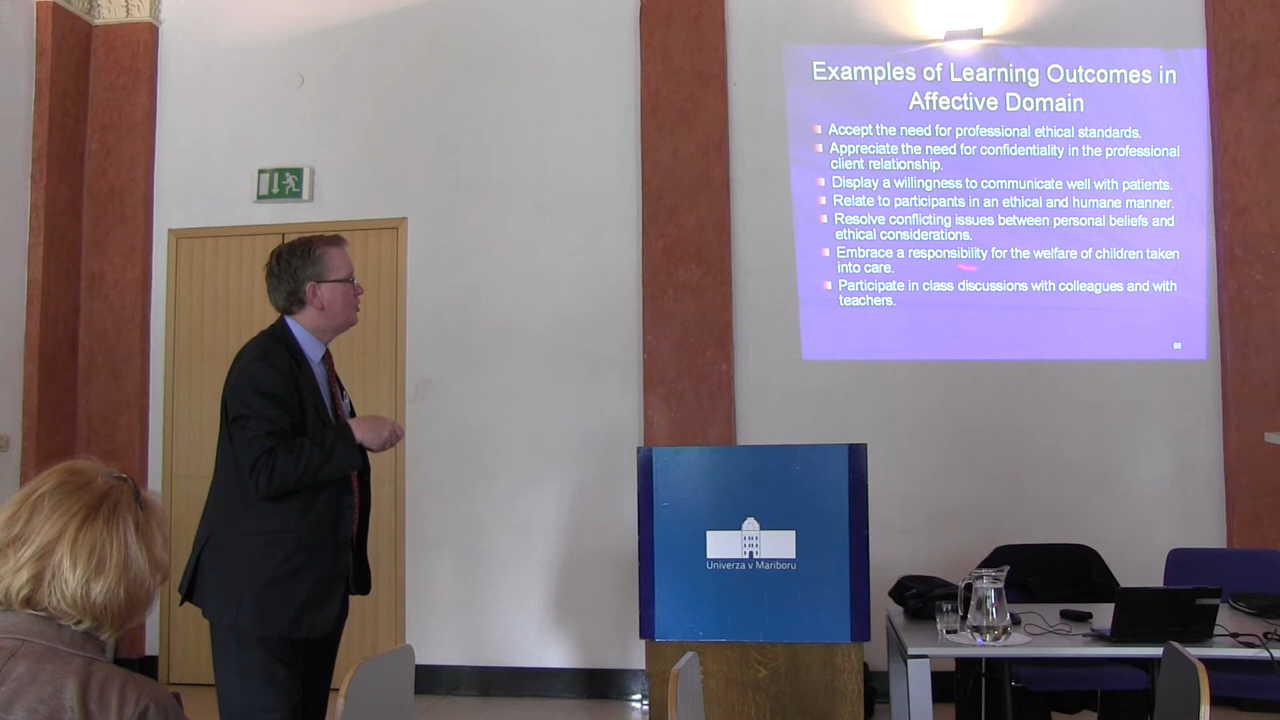 Examples of Learning Outcomes in
Affective Domain
Accept the need for professional ethical standards.
Appreciate the need for confidentiality in the professional
client relationship.
Display a willingness to communicate well with patients.
Relate to participants in an ethical and humane manner.
Resolve conflicting issues between personal beliefs and
ethical considerations.
Embrace a responsibility for the welfare of children taken
into care.
Participate in class discussions with colleagues and with
teachers.
Univerza v Mariboru